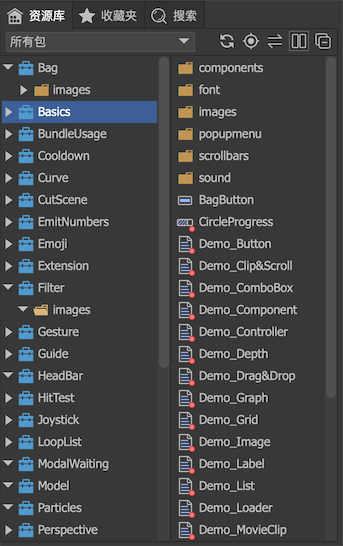 资源库 收藏夹 搜索
所有包
Bag
images
Basics
BundleUsage
Cooldown
Curve
CutScene
EmitNumbers
Emoji
Extension
Filter
images
Gesture
Guide
HeadBar
HitTest
Joystick
LoopList
ModalWaiting
Model
Particles
Perspective
components
font
images
popupmenu
scrollbars
sound
BagButton
CircleProgress
Demo_Button
Demo_Clip&Scroll
Demo_ComboBox
Demo_Component
Demo_Controller
Demo_Depth
Demo_Drag&Drop
Demo_Graph
Demo_Grid
Demo_Image
Demo_Label
Demo_List
Demo_Loader
Demo_MovieClip